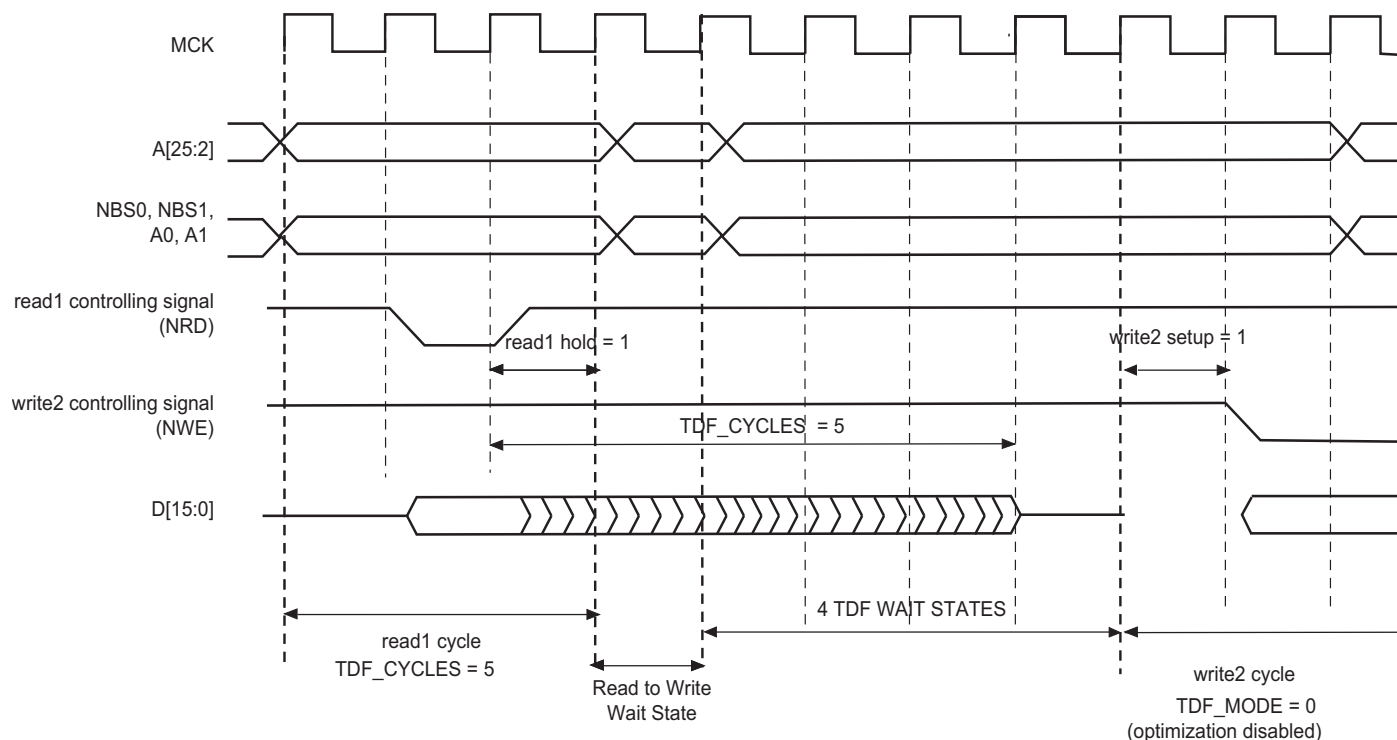 MCK
A[25:2]
NBS0, NBS1,
A0, A1
read1 controlling signal
(NRD)
read1 hold = 1
write2 setup = 1
write2 controlling signal
(NWE)
TDF_CYCLES = 5
D[15:0]
4 TDF WAIT STATES
read1 cycle
TDF_CYCLES = 5
Read to Write
Wait State
write2 cycle
TDF_MODE = 0
(optimization disabled)